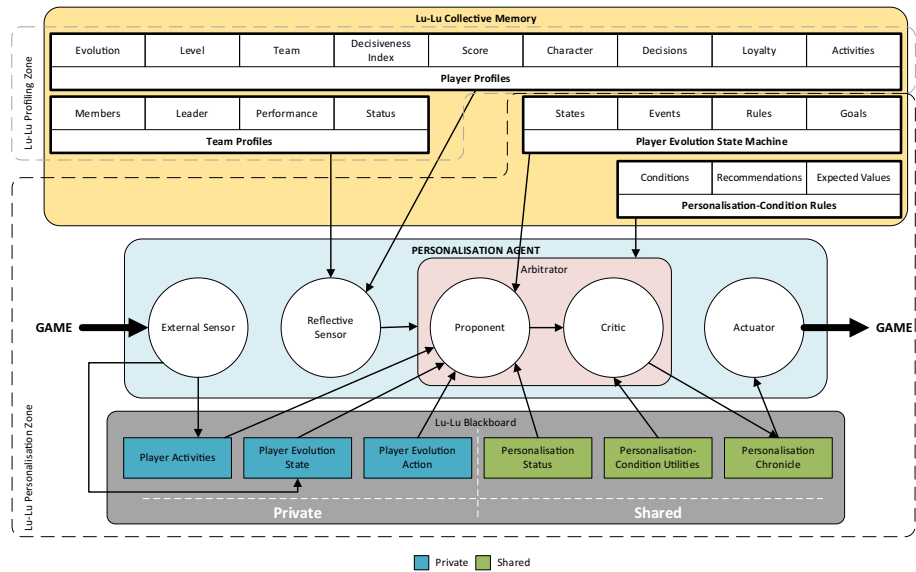 Lu-Lu Collective Memory
Evolution
Level
Team
Decisiveness
Index
Score
Character
Decisions
Loyalty
Activities
Player Profiles
Lu-Lu Profiling Zone
Members
Leader
Performance
Status
Team Profiles
States
Events
Rules
Goals
Player Evolution State Machine
Conditions
Recommendations
Expected Values
Personalisation-Condition Rules
PERSONALISATION AGENT
Arbitrator
GAME
External Sensor
Reflective
Sensor
Proponent
Critic
Actuator
GAME
Lu-Lu Personalisation Zone
Lu-Lu Blackboard
Player Activities
Player Evolution
State
Player Evolution
Action
Personalisation
Status
Personalisation-
Condition Utilities
Personalisation
Chronicle
Private
Shared
Private
Shared